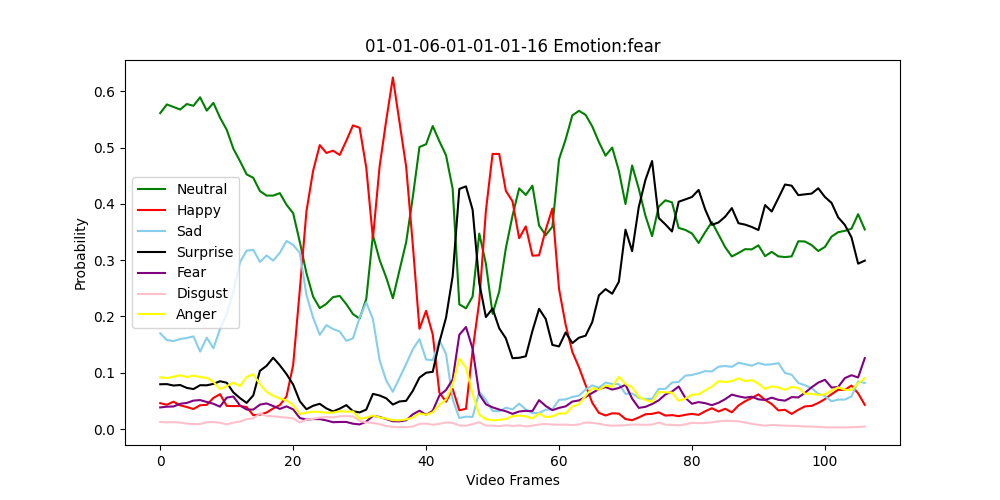 01-01-06-01-01-01-16 Emotion:fear
Probability
0.6
0.5
0.4
0.3
0.2
0.1
0.0
Neutral
Happy
Sad
Surprise
Fear
Disgust
Anger
0 20 40 60 80 100
Video Frames